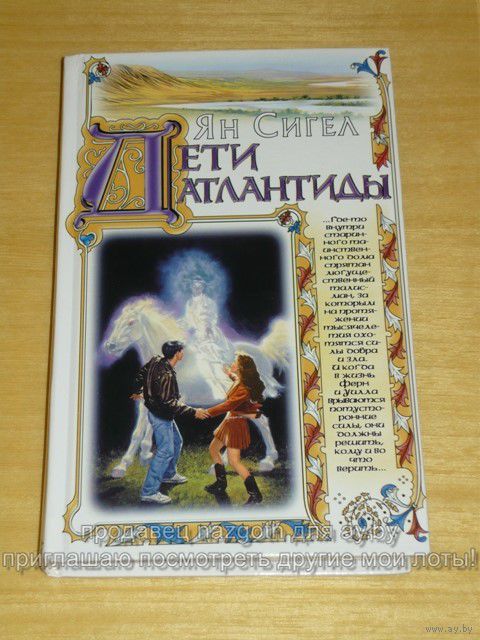 Ян Сигел
Дети
Атлантиды
...Где-то
внутри
старин-
ного та-
инствен-
ного дома
спрятан
могуще-
ственный
талис-
ман, за
которым
на протя-
жении
тысячеле-
тия охо-
тятся си-
лы добра
и зла.
И когда
в жизнь
Ферн
и Уилла
врываются
потусто-
ронние
силы, они
должны
решить,
кому и во
что
верить...
продавец nazgoth для ay.by
приглашаю посмотреть другие мои лоты!
www.ay.by